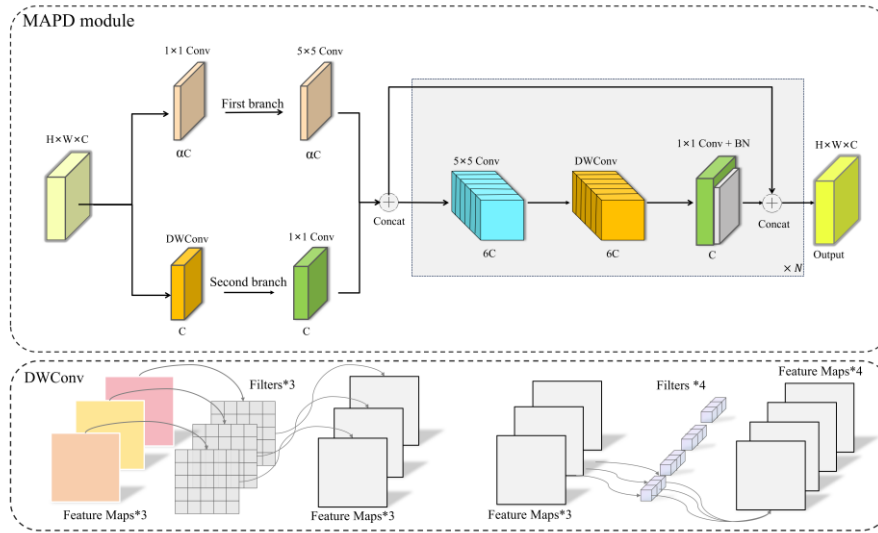 MAPD module
1×1 Conv
5×5 Conv
First branch
αC
αC
H×W×C
DWConv
1×1 Conv
Second branch
C
C
Concat
5×5 Conv
DWConv
1×1 Conv + BN
6C
6C
C
× N
Concat
H×W×C
Output
DWConv
Filters*3
Feature Maps*3
Feature Maps*3
Filters *4
Feature Maps*4
Feature Maps*3